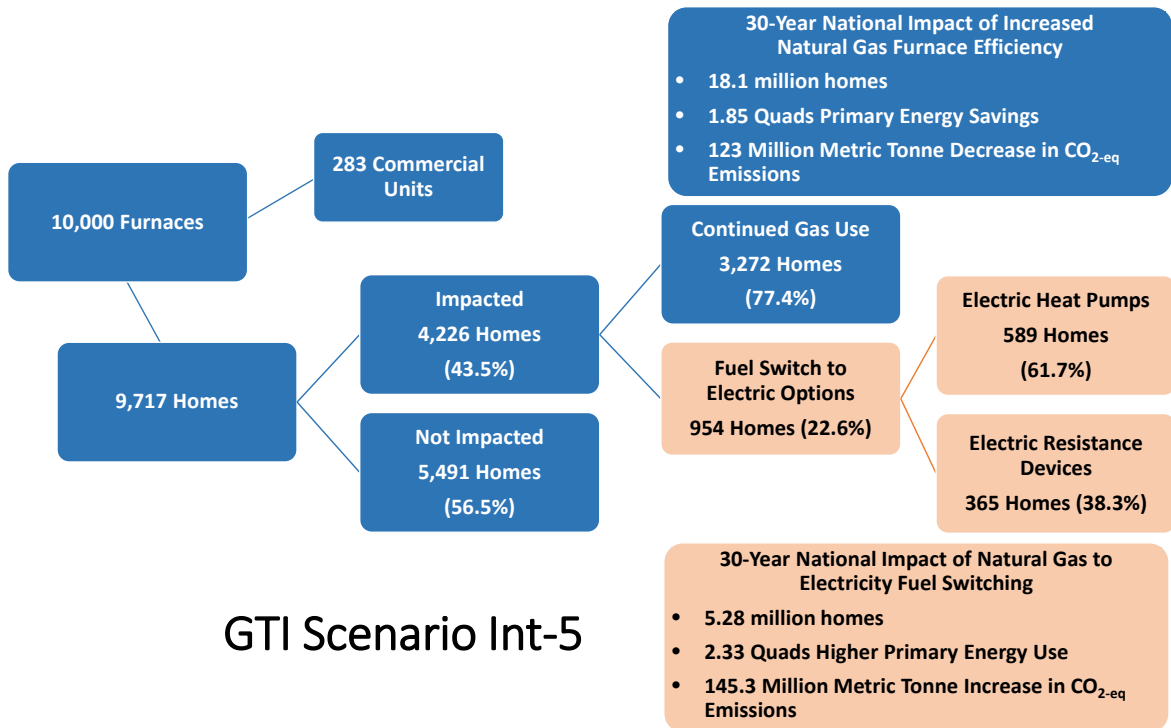 30-Year National Impact of Increased
Natural Gas Furnace Efficiency
• 18.1 million homes
• 1.85 Quads Primary Energy Savings
• 123 Million Metric Tonne Decrease in CO2-eq
Emissions
283 Commercial
Units
10,000 Furnaces
Continued Gas Use
3,272 Homes
(77.4%)
Impacted
4,226 Homes
(43.5%)
Electric Heat Pumps
589 Homes
(61.7%)
9,717 Homes
Fuel Switch to
Electric Options
954 Homes (22.6%)
Not Impacted
5,491 Homes
(56.5%)
Electric Resistance
Devices
365 Homes (38.3%)
30-Year National Impact of Natural Gas to
Electricity Fuel Switching
• 5.28 million homes
• 2.33 Quads Higher Primary Energy Use
• 145.3 Million Metric Tonne Increase in CO2-eq
Emissions
GTI Scenario Int-5